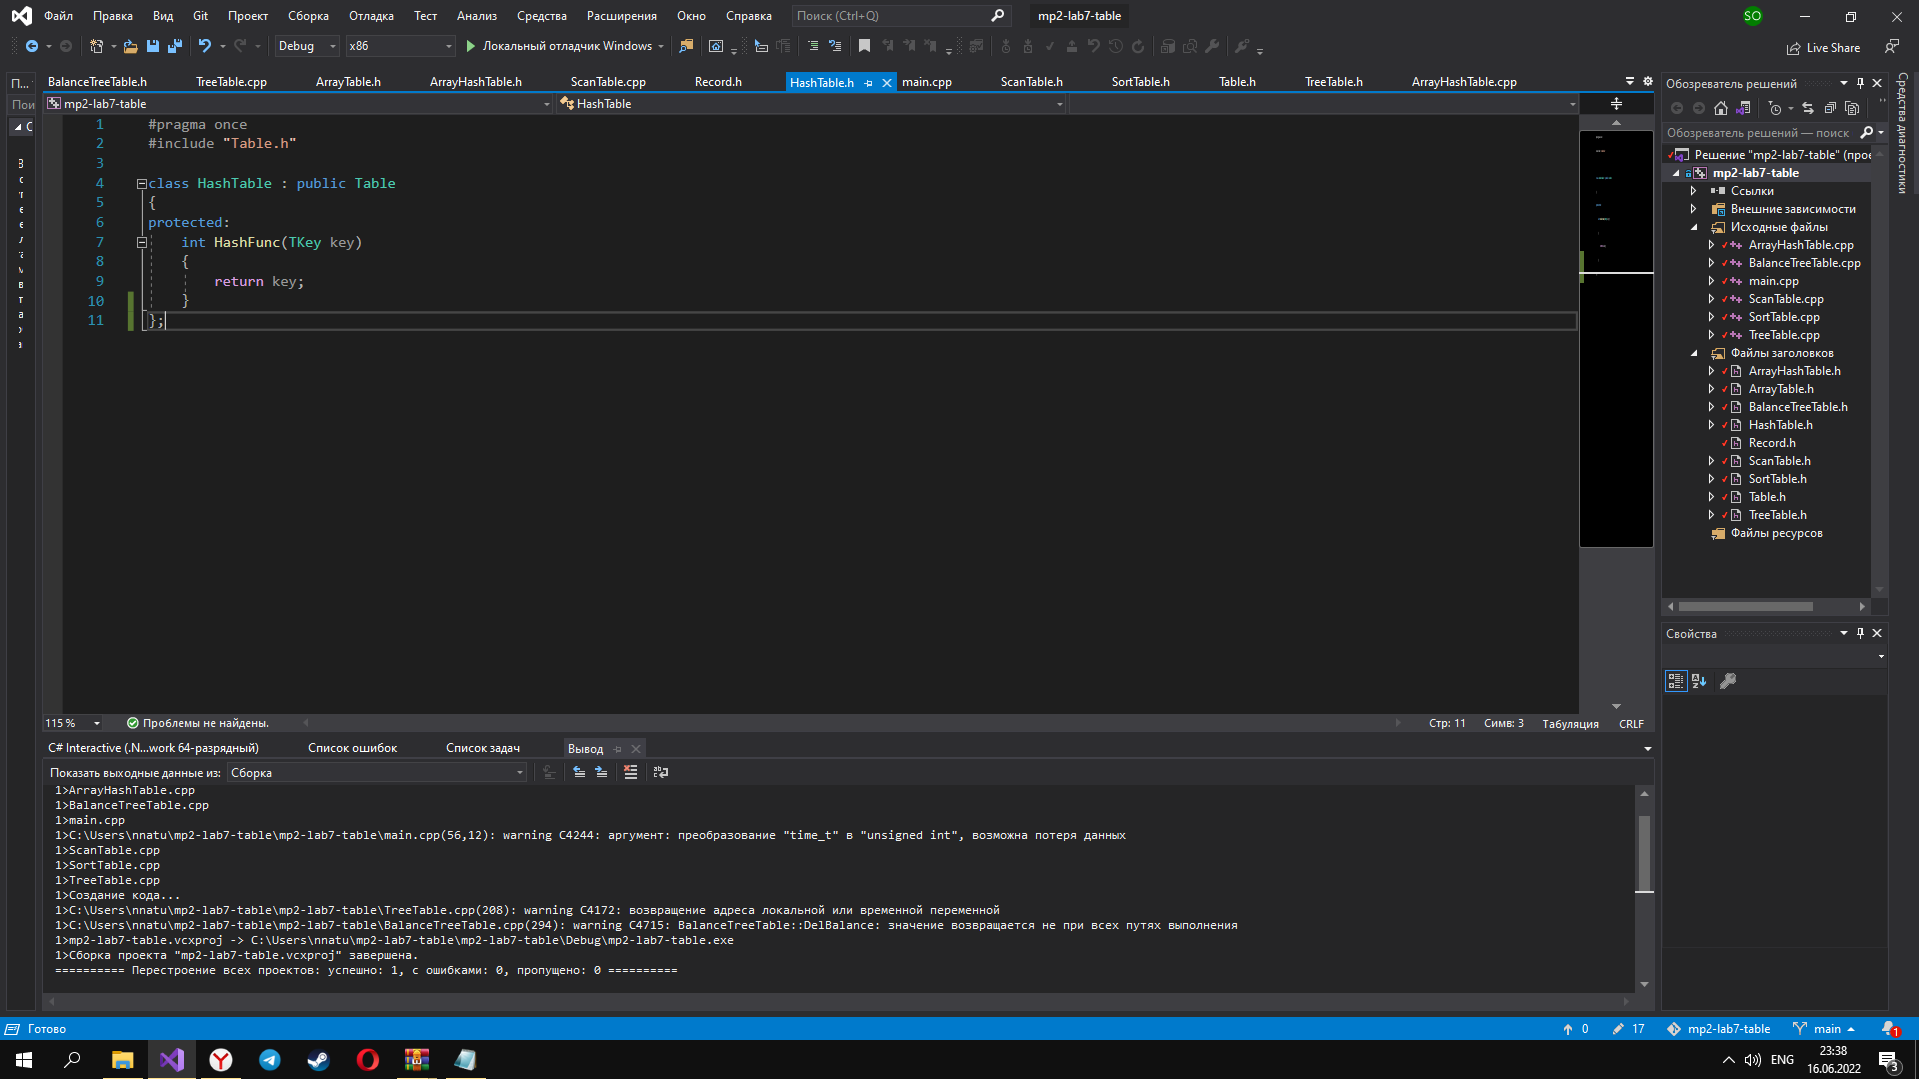 Файл Правка Вид Git Проект Сборка Отладка Тест Анализ Средства Расширения Окно Справка Поиск (Ctrl+Q) mp2-lab7-table SO
Debug x86 Локальный отладчик Windows Live Share
П... BalanceTreeTable.h TreeTable.cpp ArrayTable.h ArrayHashTable.h ScanTable.cpp Record.h HashTable.h main.cpp ScanTable.h SortTable.h Table.h TreeTable.h ArrayHashTable.cpp
Пои
mp2-lab7-table HashTable
1 #pragma once
2 #include "Table.h"
3
4 class HashTable : public Table
5 {
6 protected:
7 int HashFunc(TKey key)
8 {
9 return key;
10 }
11 };
115 % Проблемы не найдены. Стр: 11 Симв: 3 Табуляция CRLF
C# Interactive (.N...work 64-разрядный) Список ошибок Список задач Вывод
Показать выходные данные из: Сборка
1>ArrayHashTable.cpp
1>BalanceTreeTable.cpp
1>main.cpp
1>C:\Users\nnatu\mp2-lab7-table\mp2-lab7-table\main.cpp(56,12): warning C4244: аргумент: преобразование "time_t" в "unsigned int", возможна потеря данных
1>ScanTable.cpp
1>SortTable.cpp
1>TreeTable.cpp
1>Создание кода...
1>C:\Users\nnatu\mp2-lab7-table\mp2-lab7-table\TreeTable.cpp(208): warning C4172: возвращение адреса локальной или временной переменной
1>C:\Users\nnatu\mp2-lab7-table\mp2-lab7-table\BalanceTreeTable.cpp(294): warning C4715: BalanceTreeTable::DelBalance: значение возвращается не при всех путях выполнения
1>mp2-lab7-table.vcxproj -> C:\Users\nnatu\mp2-lab7-table\mp2-lab7-table\Debug\mp2-lab7-table.exe
1>Сборка проекта "mp2-lab7-table.vcxproj" завершена.
========== Перестроение всех проектов: успешно: 1, с ошибками: 0, пропущено: 0 ==========
Обозреватель решений
Обозреватель решений — поиск
Решение "mp2-lab7-table" (прое
mp2-lab7-table
Ссылки
Внешние зависимости
Исходные файлы
ArrayHashTable.cpp
BalanceTreeTable.cpp
main.cpp
ScanTable.cpp
SortTable.cpp
TreeTable.cpp
Файлы заголовков
ArrayHashTable.h
ArrayTable.h
BalanceTreeTable.h
HashTable.h
Record.h
ScanTable.h
SortTable.h
Table.h
TreeTable.h
Файлы ресурсов
Свойства
Средства диагностики
Готово 0 17 mp2-lab7-table main 1
ENG 23:38
16.06.2022 3